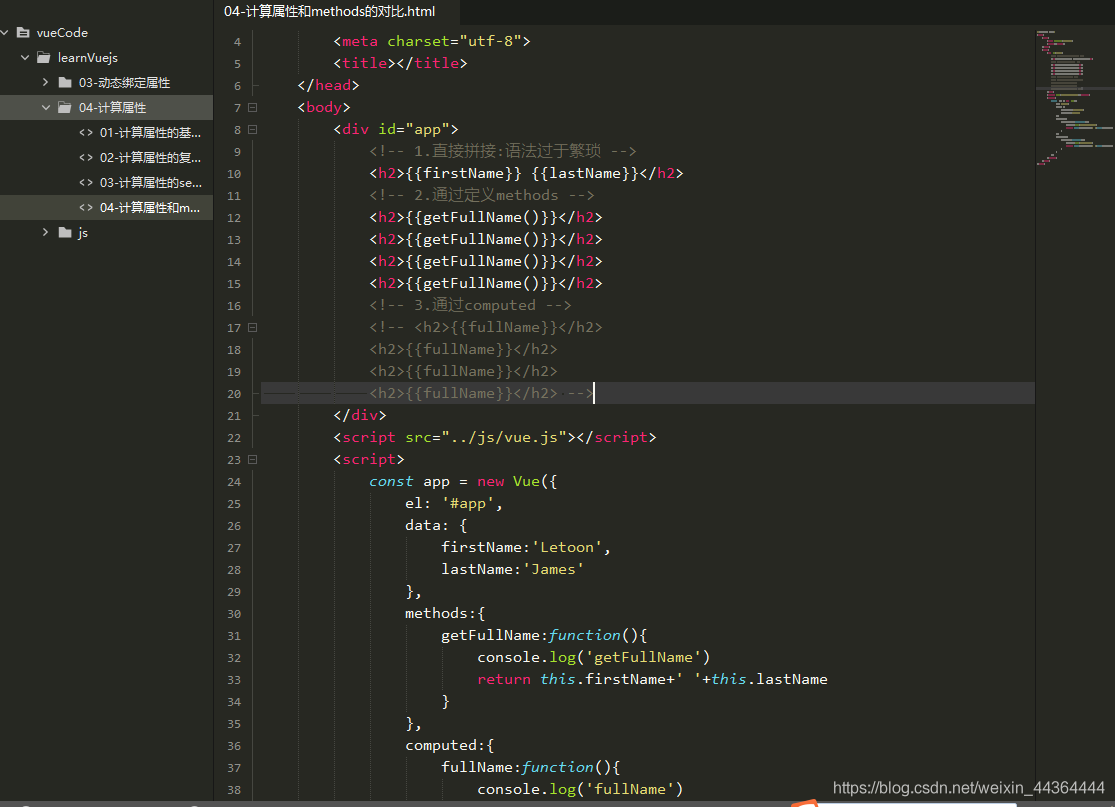 04-计算属性和methods的对比.html
vueCode
learnVuejs
03-动态绑定属性
04-计算属性
01-计算属性的基...
02-计算属性的复...
03-计算属性的se...
04-计算属性和m...
js
4 <meta charset="utf-8">
5 <title></title>
6 </head>
7 <body>
8 <div id="app">
9 <!-- 1.直接拼接:语法过于繁琐 -->
10 <h2>{{firstName}} {{lastName}}</h2>
11 <!-- 2.通过定义methods -->
12 <h2>{{getFullName()}}</h2>
13 <h2>{{getFullName()}}</h2>
14 <h2>{{getFullName()}}</h2>
15 <h2>{{getFullName()}}</h2>
16 <!-- 3.通过computed -->
17 <!-- <h2>{{fullName}}</h2>
18 <h2>{{fullName}}</h2>
19 <h2>{{fullName}}</h2>
20 <h2>{{fullName}}</h2> -->
21 </div>
22 <script src="../js/vue.js"></script>
23 <script>
24 const app = new Vue({
25 el: '#app',
26 data: {
27 firstName:'Letoon',
28 lastName:'James'
29 },
30 methods:{
31 getFullName:function(){
32 console.log('getFullName')
33 return this.firstName+' '+this.lastName
34 }
35 },
36 computed:{
37 fullName:function(){
38 console.log('fullName')
https://blog.csdn.net/weixin_44364444